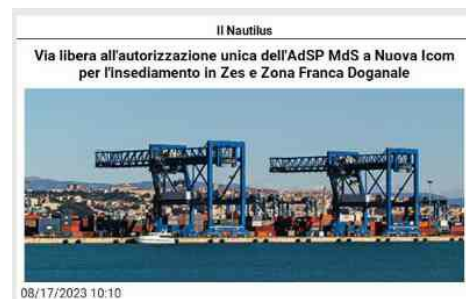 Il Nautilus
Via libera all'autorizzazione unica dell'AdSP MdS a Nuova Icom
per l'insediamento in Zes e Zona Franca Doganale
08/17/2023 10:10